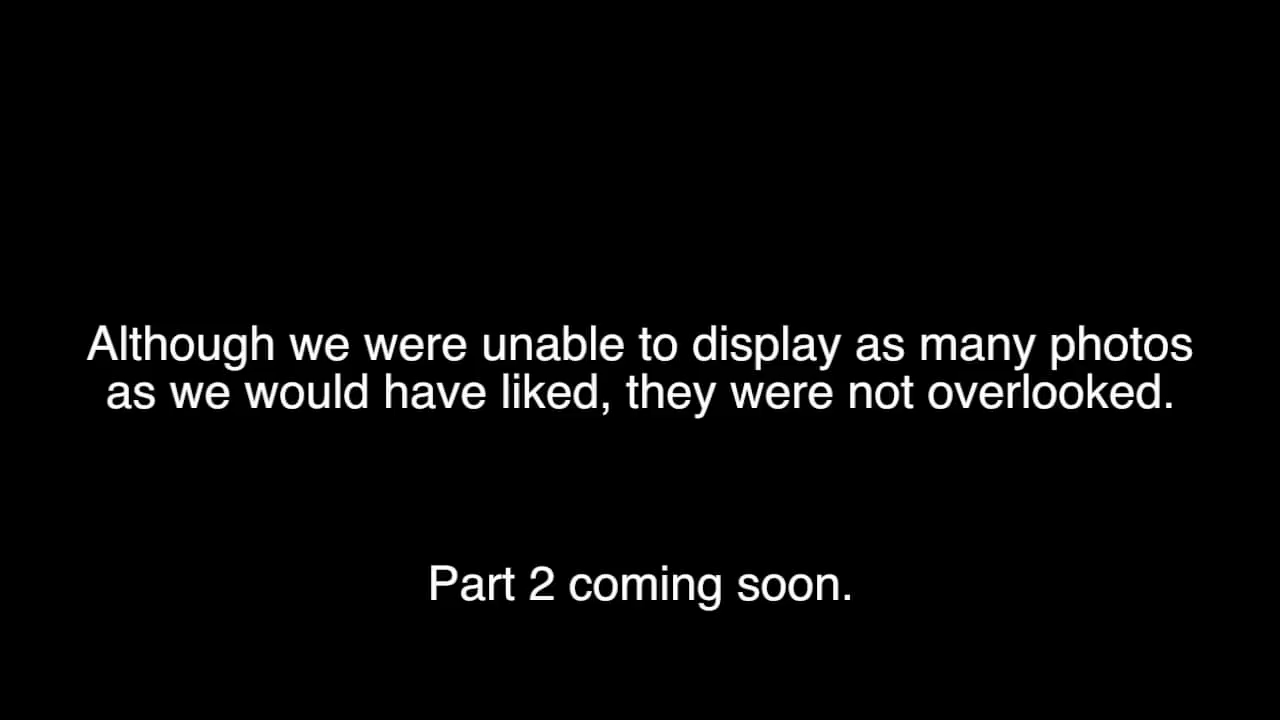 Although we were unable to display as many photos
as we would have liked, they were not overlooked.
Part 2 coming soon.